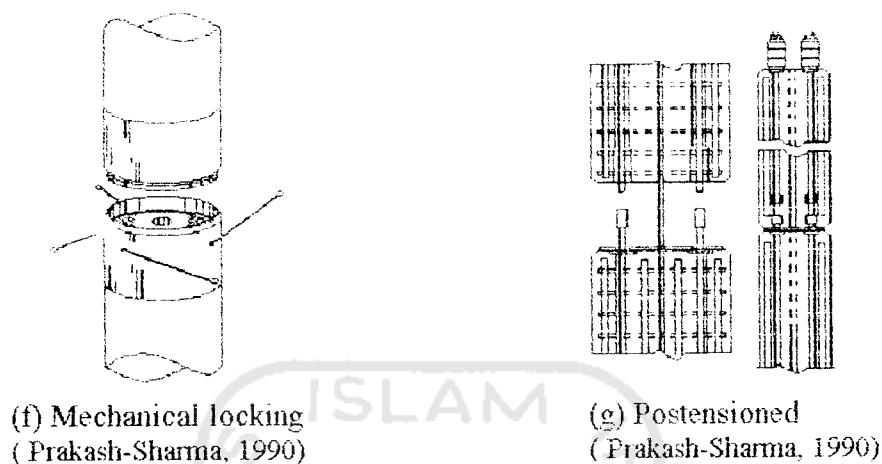 ISLAM
(f) Mechanical locking
( Prakash-Sharma, 1990)
(g) Postensioned
( Prakash-Sharma, 1990)